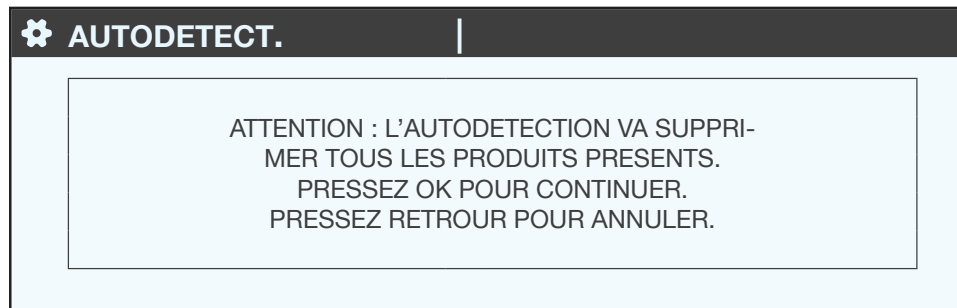 AUTODETECT.
ATTENTION : L’AUTODETECTION VA SUPPRI-
MER TOUS LES PRODUITS PRESENTS.
PRESSEZ OK POUR CONTINUER.
PRESSEZ RETROUR POUR ANNULER.